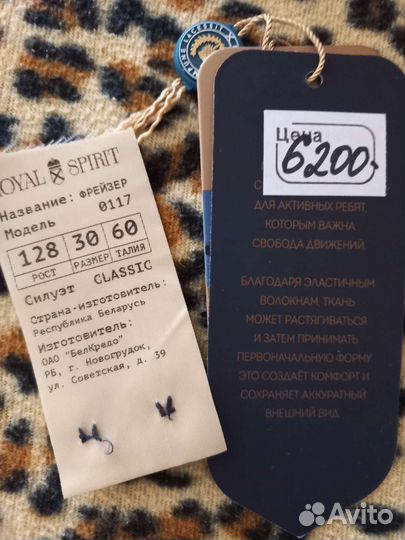 ROYAL SPIRIT
Название: ФРЕЙЗЕР
Модель 0117
128 30 60
РОСТ РАЗМЕР ТАЛИЯ
Силуэт CLASSIC
Страна-изготовитель:
Республика Беларусь
Изготовитель:
ОАО "БелКредо"
РБ, г. Новогрудок,
ул. Советская, д. 39
LACESSIT
Цена
6200-
ДЛЯ АКТИВНЫХ РЕБЯТ,
КОТОРЫМ ВАЖНА
СВОБОДА ДВИЖЕНИЙ.
БЛАГОДАРЯ ЭЛАСТИЧНЫМ
ВОЛОКНАМ, ТКАНЬ
МОЖЕТ РАСТЯГИВАТЬСЯ
И ЗАТЕМ ПРИНИМАТЬ
ПЕРВОНАЧАЛЬНУЮ ФОРМУ.
ЭТО СОЗДАЁТ КОМФОРТ И
СОХРАНЯЕТ АККУРАТНЫЙ
ВНЕШНИЙ ВИД
Avito